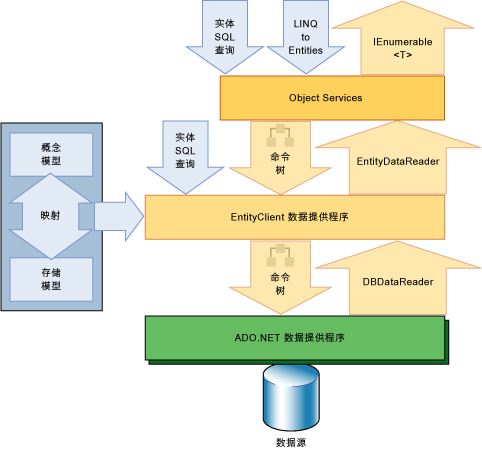 实体
SQL
查询
LINQ
to
Entities
IEnumerable
<T>
Object Services
实体
SQL
查询
命令
树
EntityDataReader
概念
模型
映射
存储
模型
EntityClient 数据提供程序
命令
树
DBDataReader
ADO.NET 数据提供程序
数据源